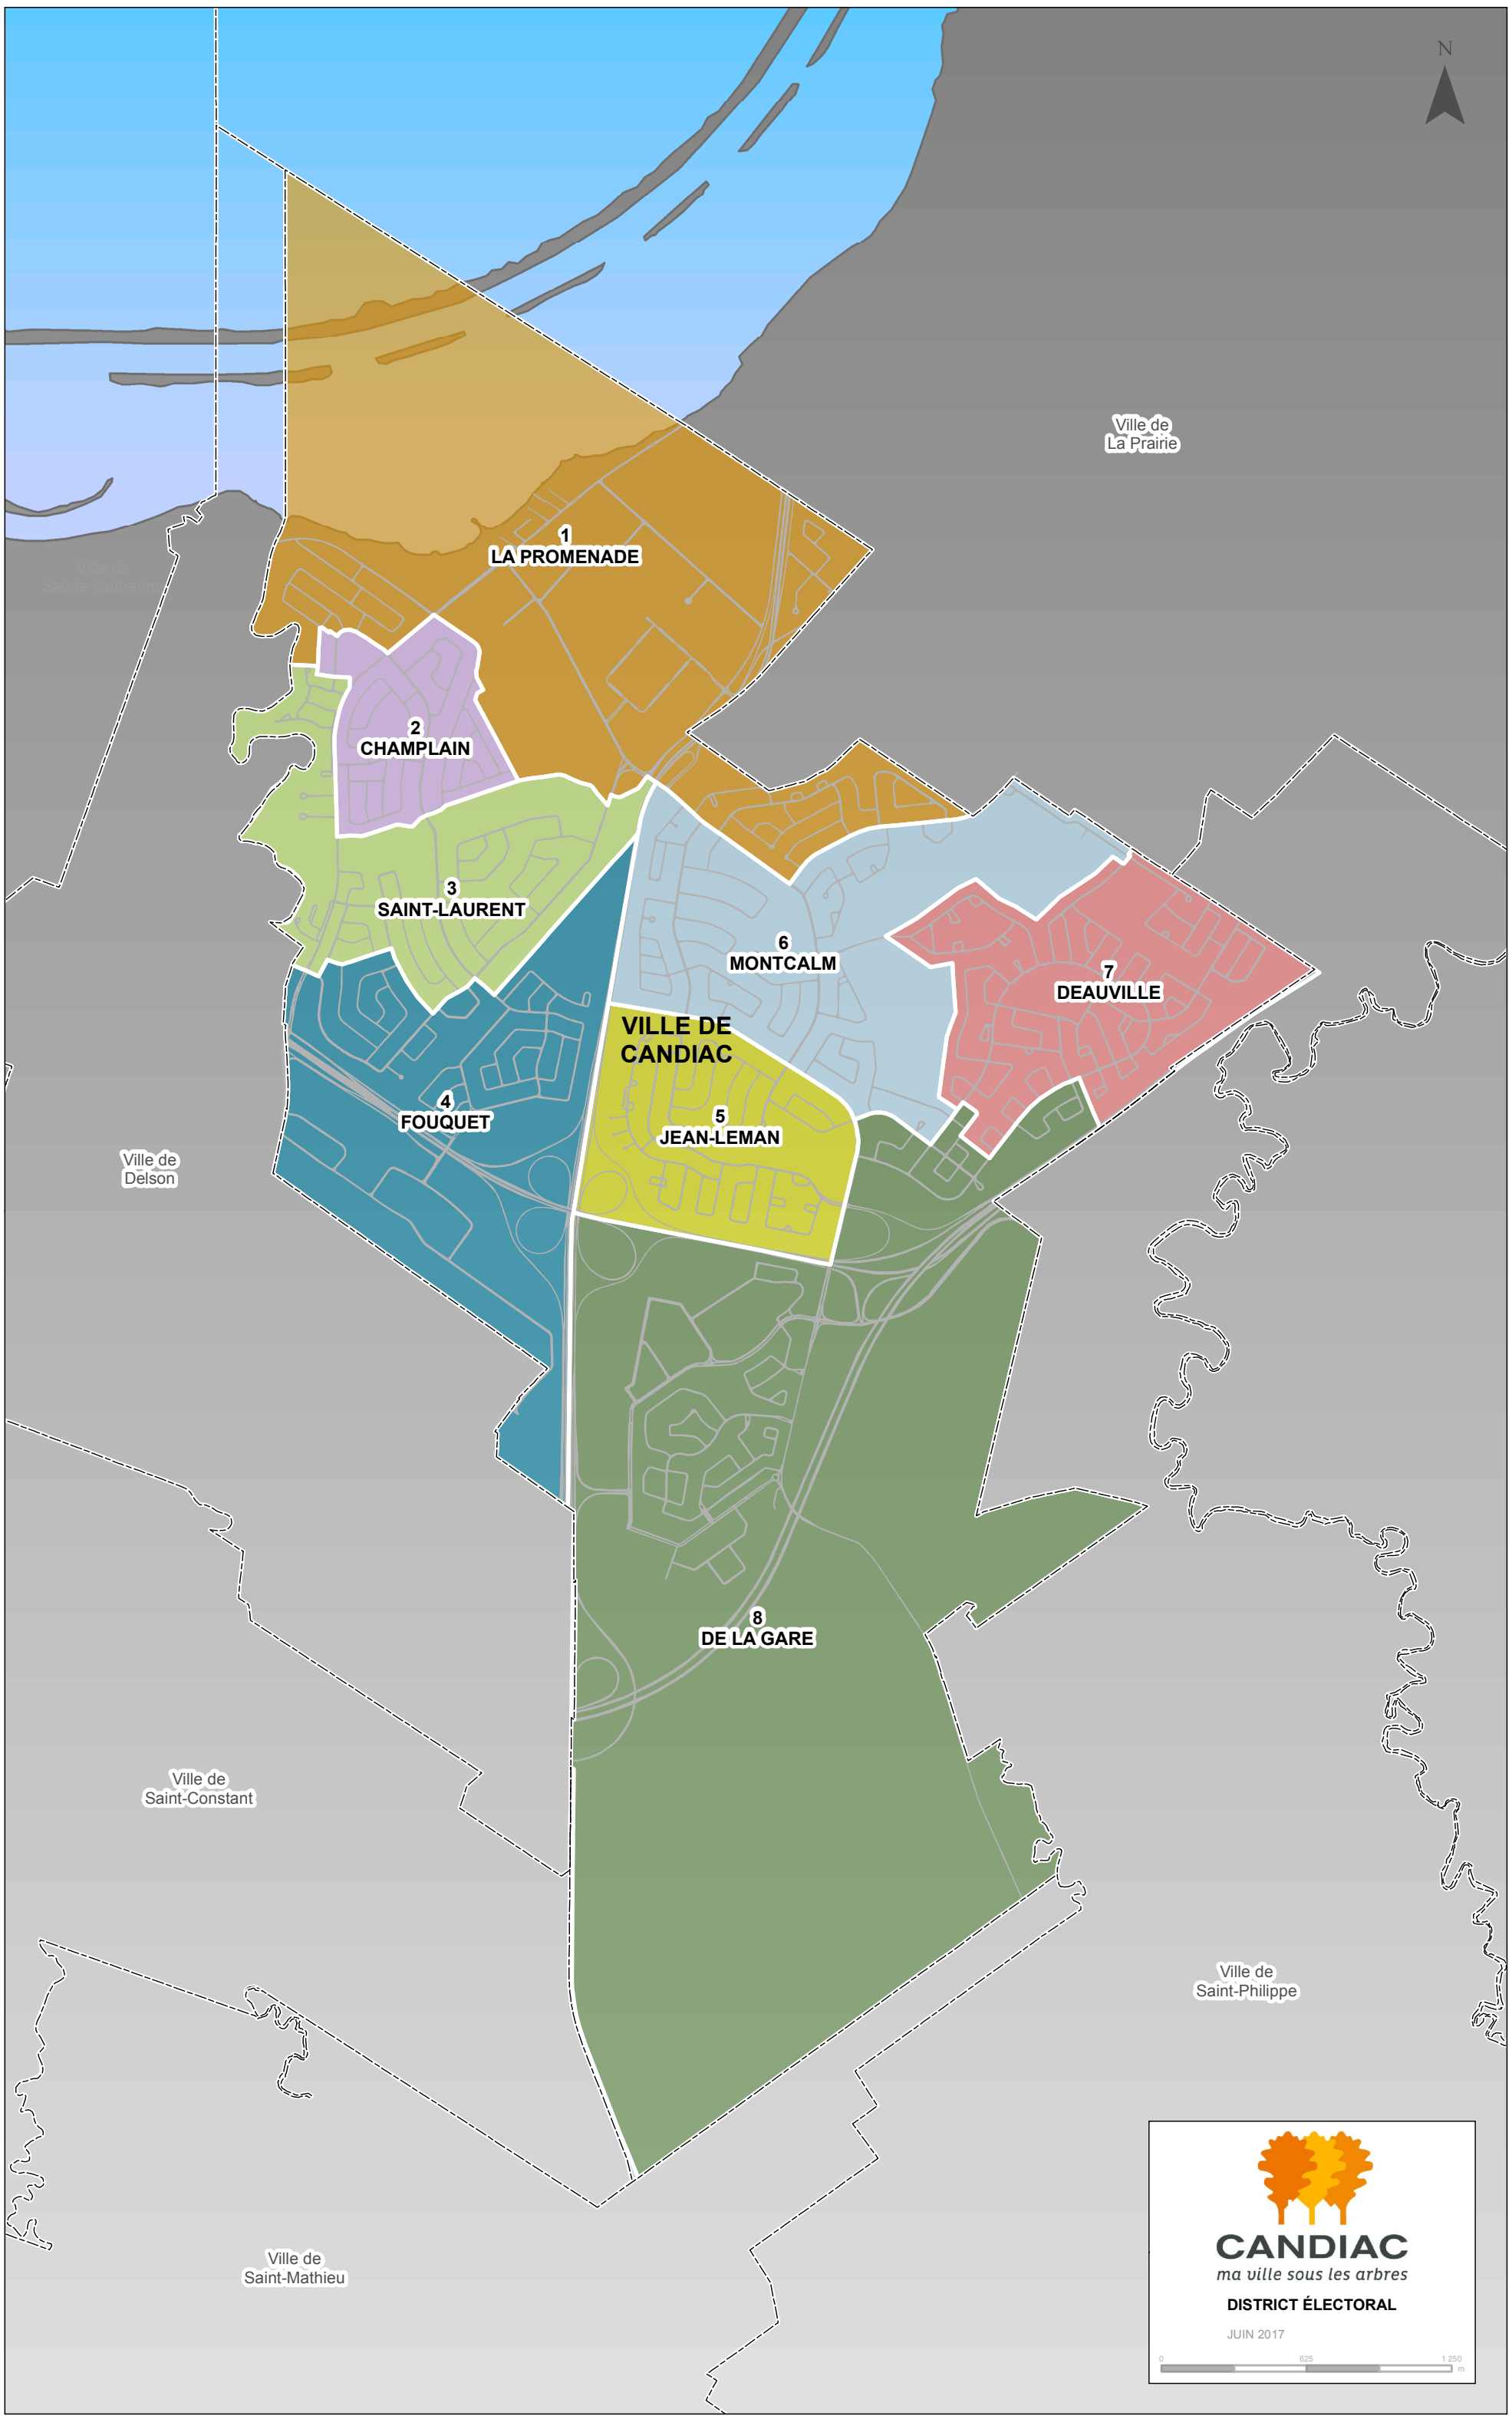 N
Ville de
La Prairie
1
LA PROMENADE
Ville de
Sainte-Catherine
2
CHAMPLAIN
3
SAINT-LAURENT
6
MONTCALM
7
DEAUVILLE
VILLE DE
CANDIAC
4
FOUQUET
5
JEAN-LEMAN
Ville de
Delson
8
DE LA GARE
Ville de
Saint-Constant
Ville de
Saint-Philippe
Ville de
Saint-Mathieu
CANDIAC
ma ville sous les arbres
DISTRICT ÉLECTORAL
JUIN 2017
0 625 1 250
m